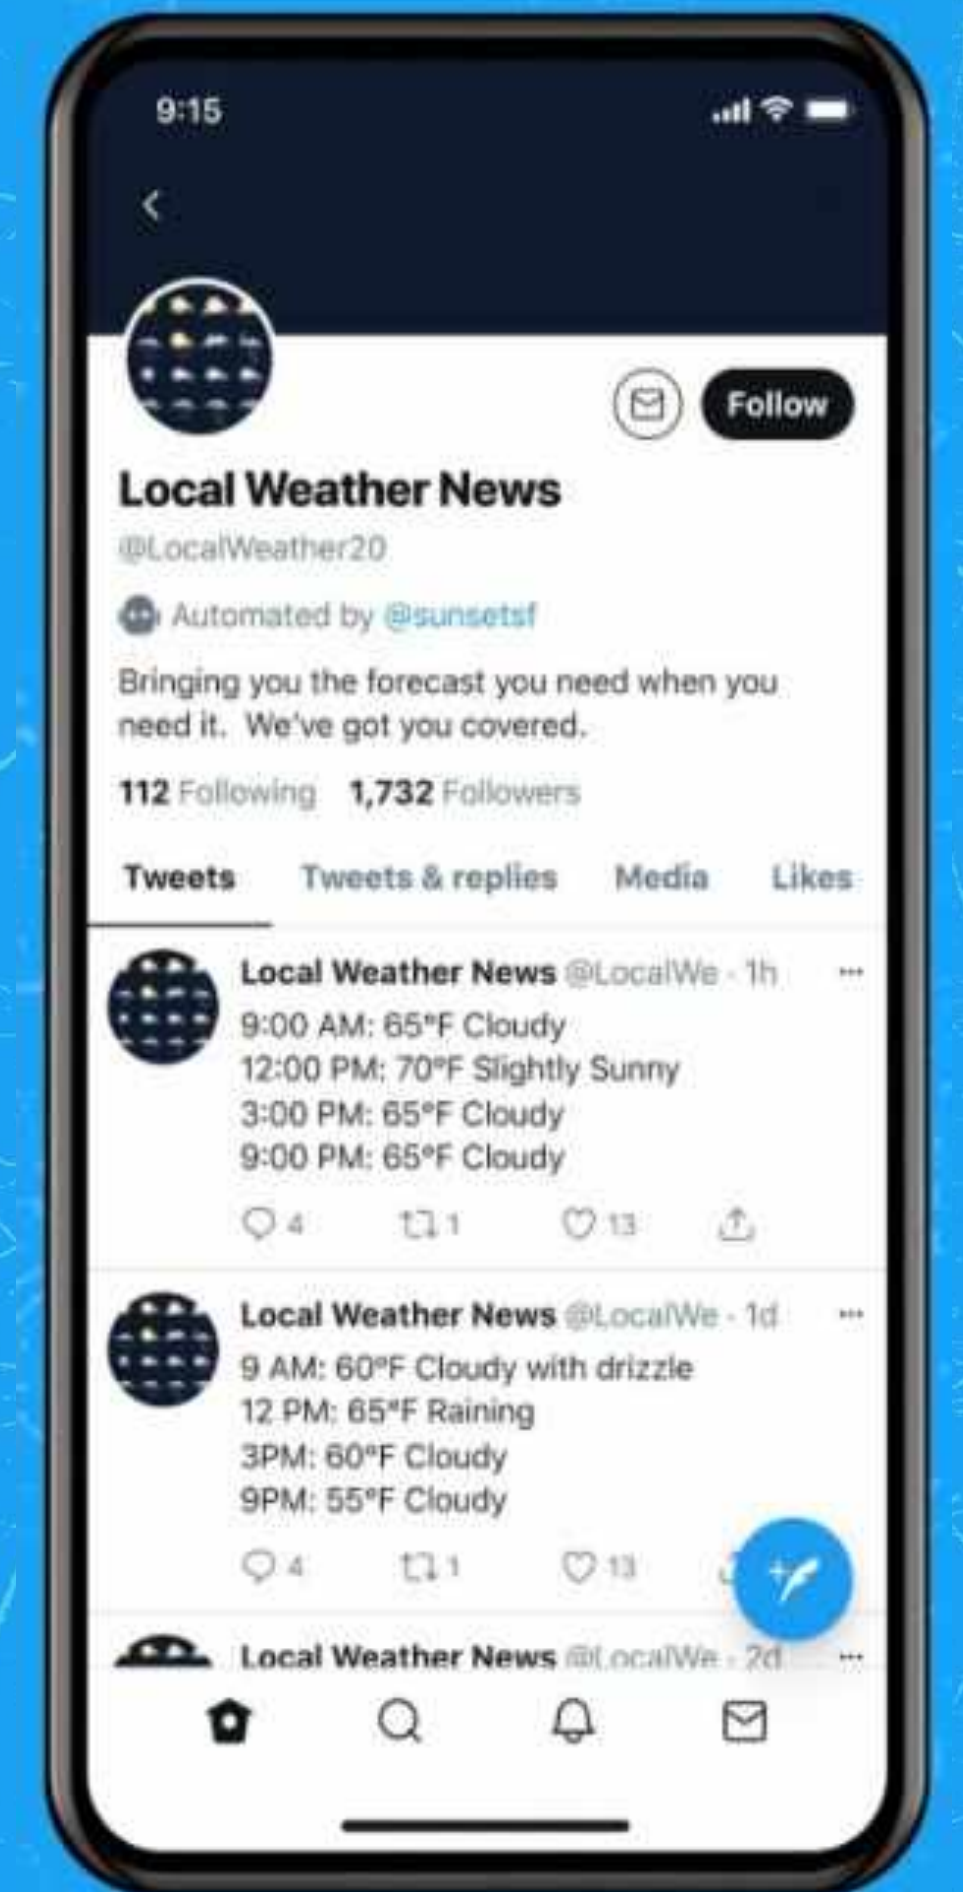 9:15
Follow
Local Weather News
@LocalWeather20
Automated by @sunsetsf
Bringing you the forecast you need when you
need it. We've got you covered.
112 Following 1,732 Followers
Tweets Tweets & replies Media Likes
Local Weather News @LocalWe · 1h
9:00 AM: 65°F Cloudy
12:00 PM: 70°F Slightly Sunny
3:00 PM: 65°F Cloudy
9:00 PM: 65°F Cloudy
4 1 13
Local Weather News @LocalWe · 1d
9 AM: 60°F Cloudy with drizzle
12 PM: 65°F Raining
3PM: 60°F Cloudy
9PM: 55°F Cloudy
4 1 13
Local Weather News @LocalWe · 2d